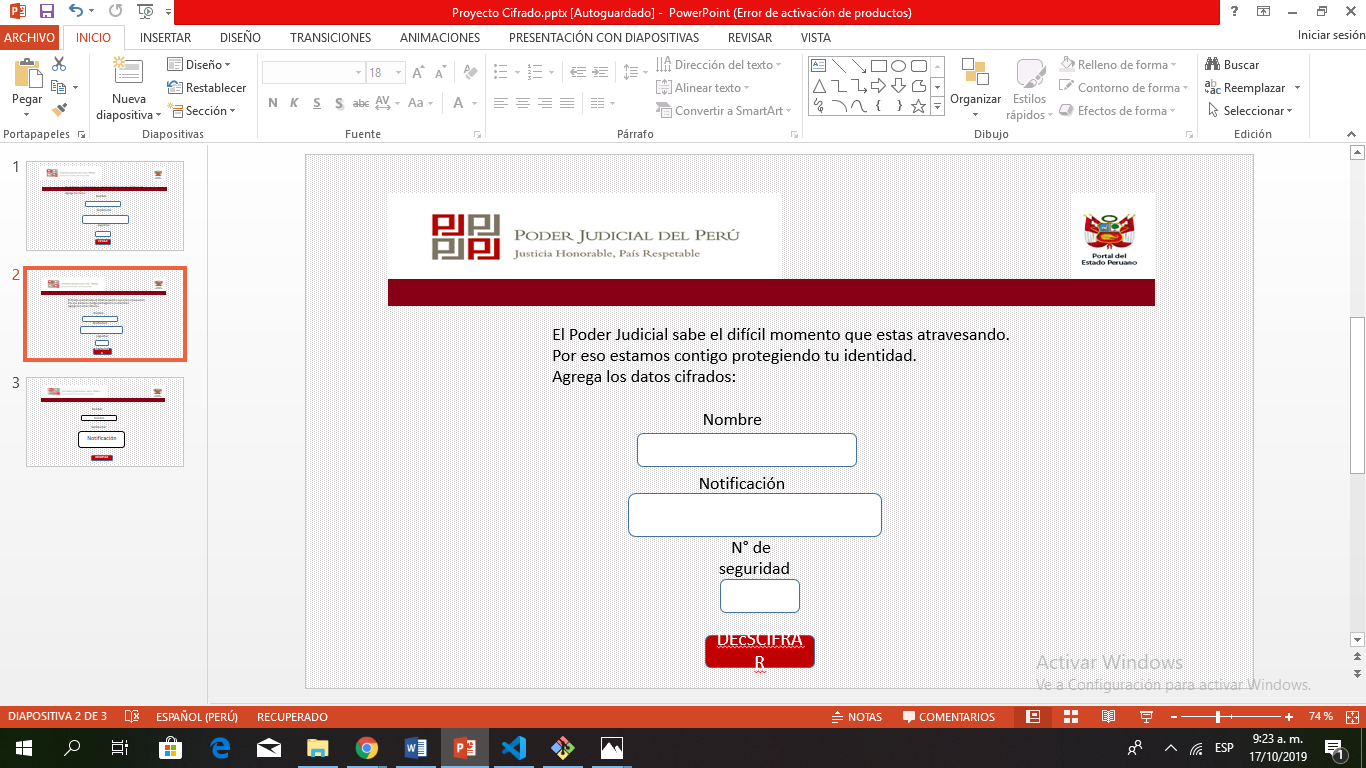 Proyecto Cifrado.pptx [Autoguardado] - PowerPoint (Error de activación de productos)
?
ARCHIVO INICIO INSERTAR DISEÑO TRANSICIONES ANIMACIONES PRESENTACIÓN CON DIAPOSITIVAS REVISAR VISTA Iniciar sesión
Pegar
Nueva diapositiva
Diseño
Restablecer
Sección
18
N K S S abc AV Aa A
Dirección del texto
Alinear texto
Convertir a SmartArt
Organizar
Estilos rápidos
Relleno de forma
Contorno de forma
Efectos de forma
Buscar
Reemplazar
Seleccionar
Portapapeles Diapositivas Fuente Párrafo Dibujo Edición
1
2
3
Notificación
PODER JUDICIAL DEL PERÚ
Justicia Honorable, País Respetable
Portal del
Estado Peruano
El Poder Judicial sabe el difícil momento que estas atravesando.
Por eso estamos contigo protegiendo tu identidad.
Agrega los datos cifrados:
Nombre
Notificación
N° de
seguridad
DEcSCIFRA
R
Activar Windows
Ve a Configuración para activar Windows.
DIAPOSITIVA 2 DE 3 ESPAÑOL (PERÚ) RECUPERADO NOTAS COMENTARIOS 74 %
ESP
9:23 a. m.
17/10/2019
1